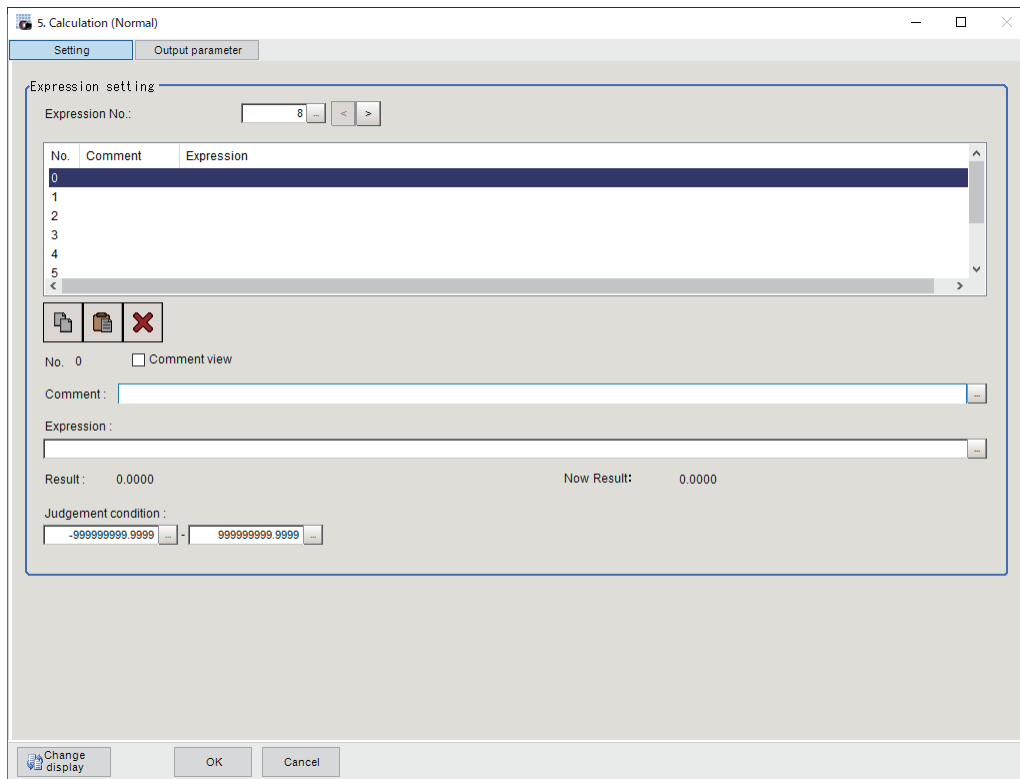 5. Calculation (Normal)
Setting Output parameter
Expression setting
Expression No.: 8 ... < >
No. Comment Expression
0
1
2
3
4
5
No. 0 Comment view
Comment : ...
Expression :
...
Result : 0.0000 Now Result: 0.0000
Judgement condition :
-999999999.9999 ... - 999999999.9999 ...
Change display OK Cancel